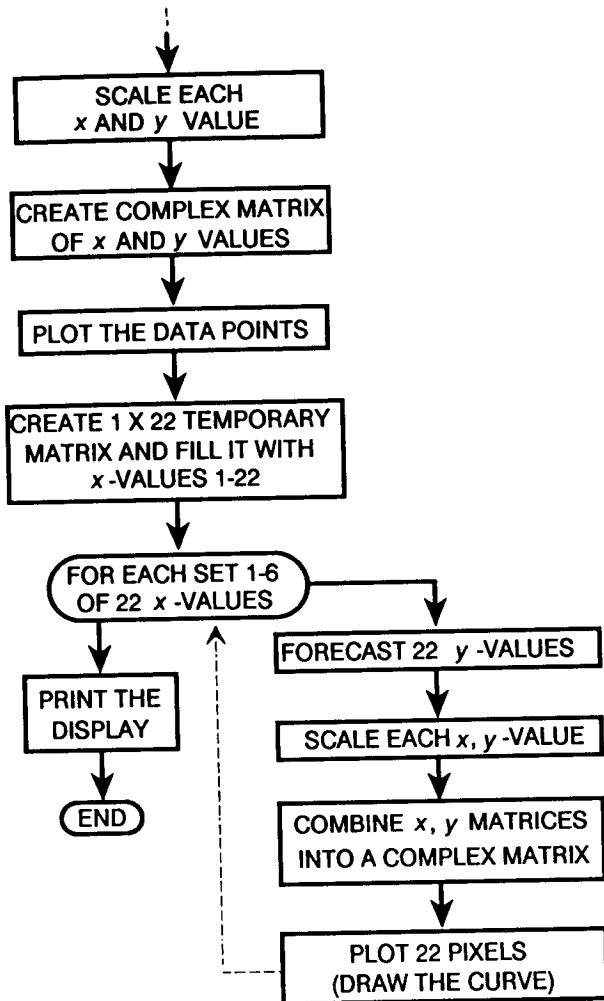 SCALE EACH
x AND y VALUE
CREATE COMPLEX MATRIX
OF x AND y VALUES
PLOT THE DATA POINTS
CREATE 1 X 22 TEMPORARY
MATRIX AND FILL IT WITH
x-VALUES 1-22
FOR EACH SET 1-6
OF 22 x-VALUES
FORECAST 22 y-VALUES
SCALE EACH x, y-VALUE
COMBINE x, y MATRICES
INTO A COMPLEX MATRIX
PLOT 22 PIXELS
(DRAW THE CURVE)
PRINT THE
DISPLAY
END